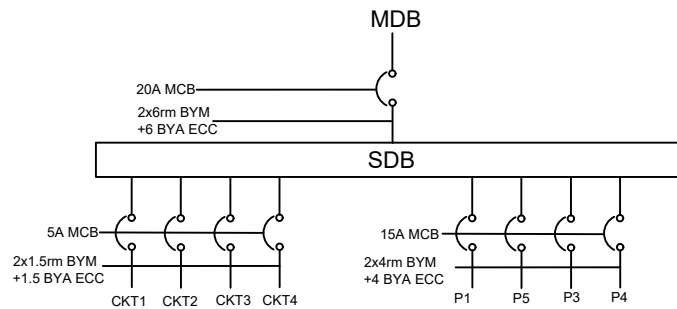 MDB
20A MCB
2x6rm BYM
+6 BYA ECC
SDB
5A MCB
15A MCB
2x1.5rm BYM
+1.5 BYA ECC
2x4rm BYM
+4 BYA ECC
CKT1 CKT2 CKT3 CKT4 P1 P5 P3 P4